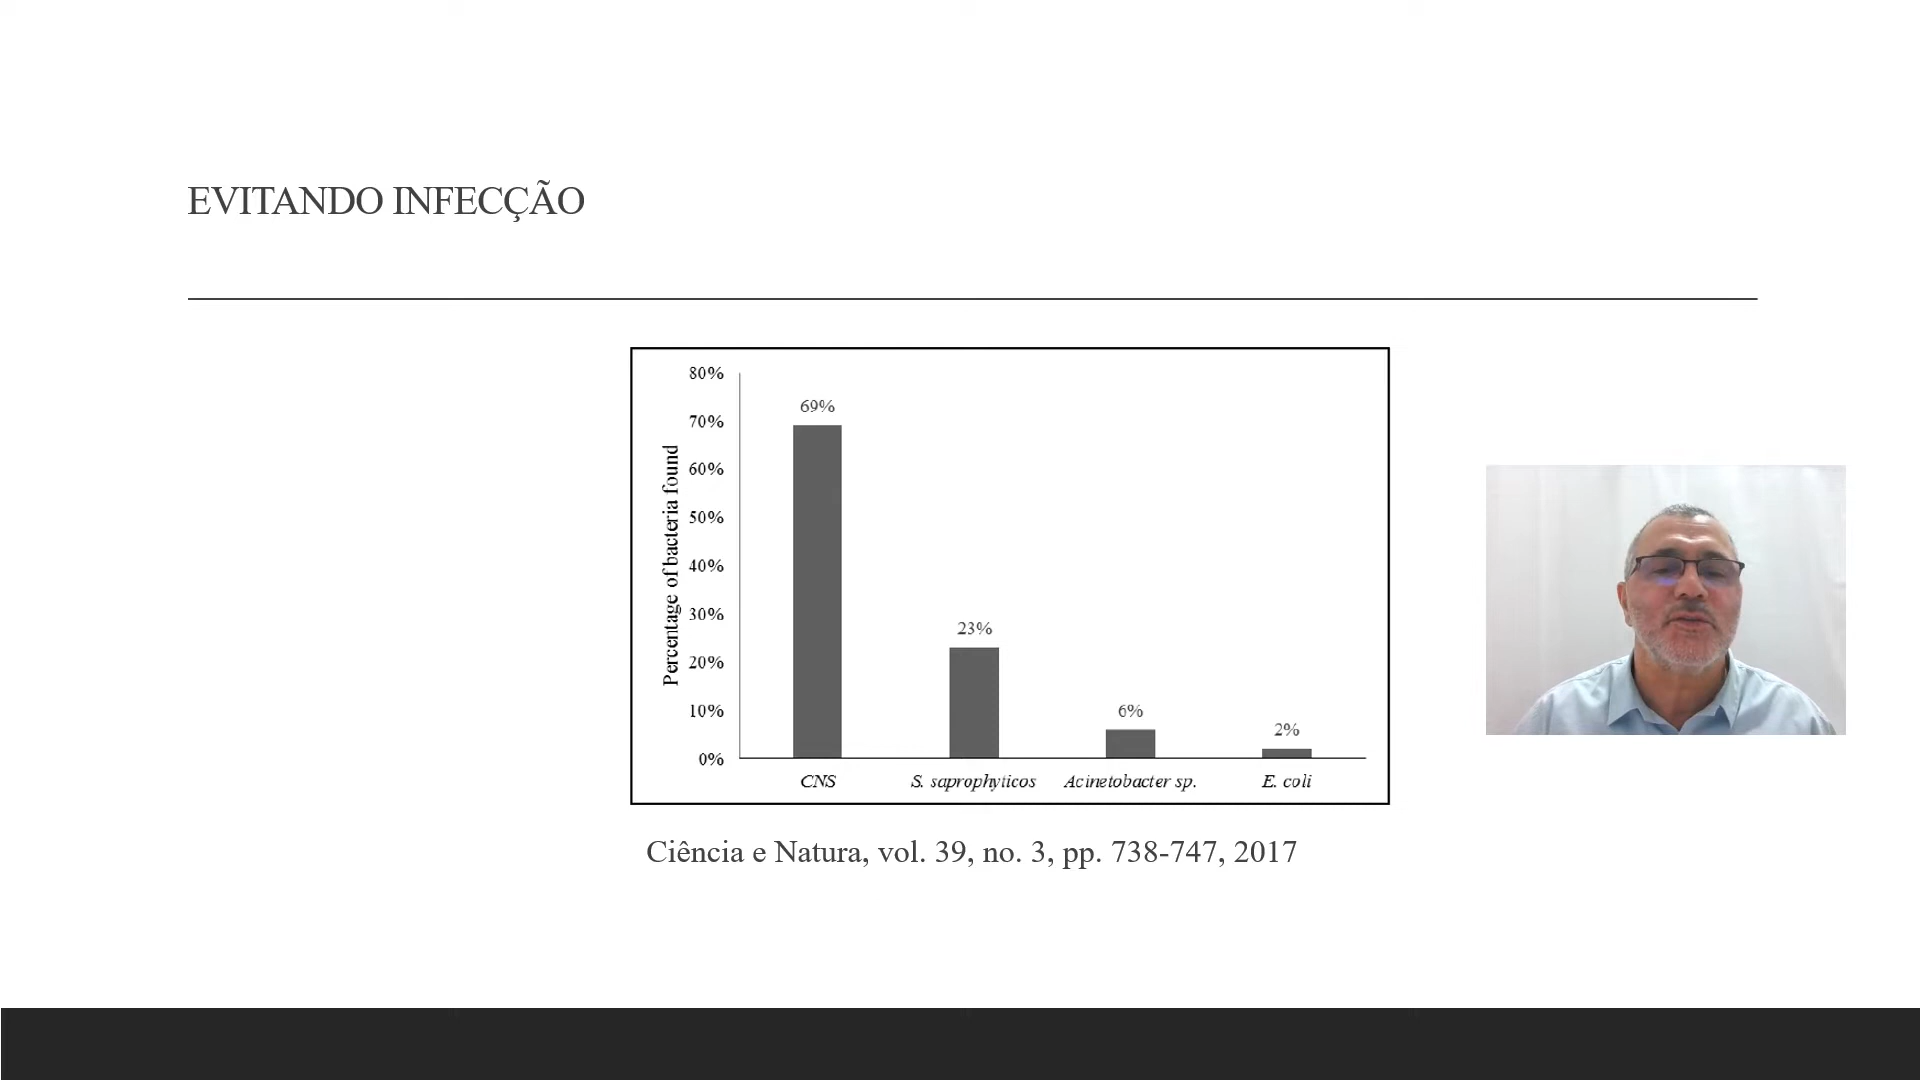 EVITANDO INFECÇÃO
80%
70%
60%
50%
40%
30%
20%
10%
0%
Percentage of bacteria found
69%
23%
6%
2%
CNS
S. saprophyticos
Acinetobacter sp.
E. coli
Ciência e Natura, vol. 39, no. 3, pp. 738-747, 2017